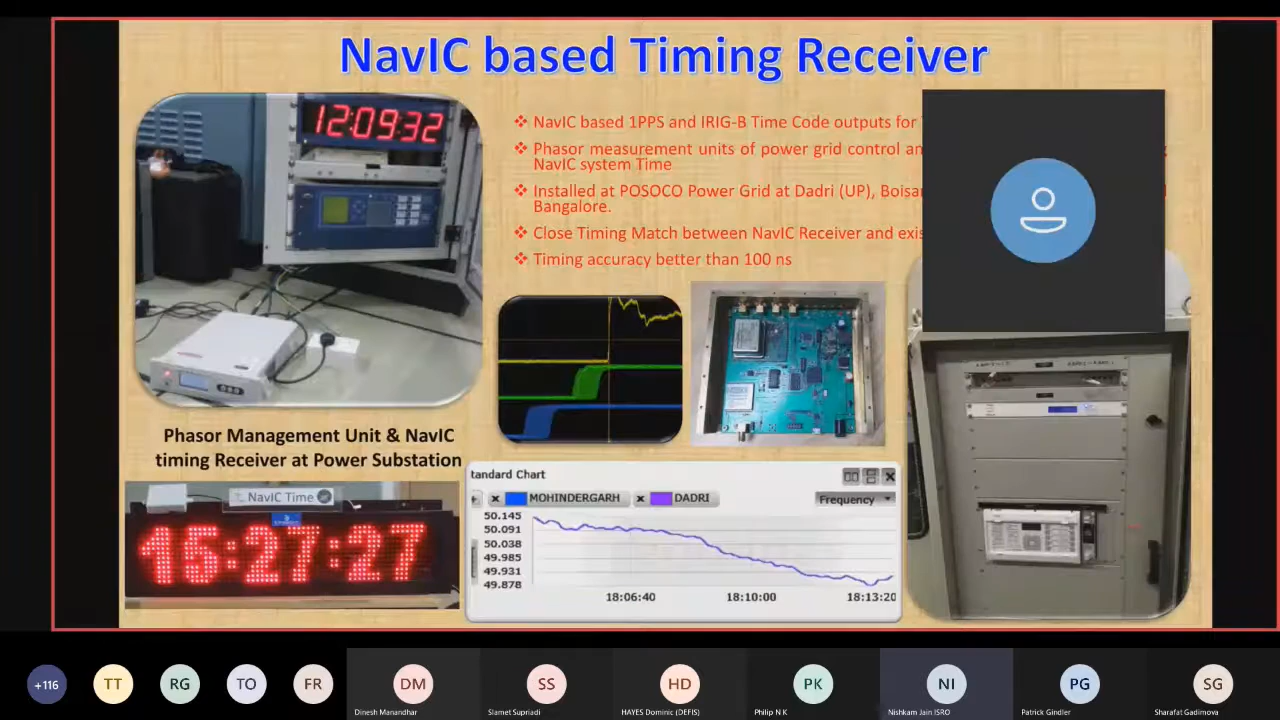 NavIC based Timing Receiver
12:09:32
NavIC based 1PPS and IRIG-B Time Code outputs for
Phasor measurement units of power grid control
NavIC system Time
Installed at POSOCO Power Grid at Dadri (UP),
Bangalore.
Close Timing Match between NavIC Receiver and
Timing accuracy better than 100 ns
Phasor Management Unit & NavIC
timing Receiver at Power Substation
NavIC Time
15:27:27
tandard Chart
MOHINDERGARH DADRI Frequency
50.145
50.091
50.038
49.985
49.931
49.878
18:06:40 18:10:00 18:13:20
+116 TT RG TO FR DM SS HD PK NI PG SG
Dinesh Manandhar Slamet Supriadi HAYES Dominic (DEFIS) Philip N K Nishkam Jain ISRO Patrick Gindler Sharafat Gadimova